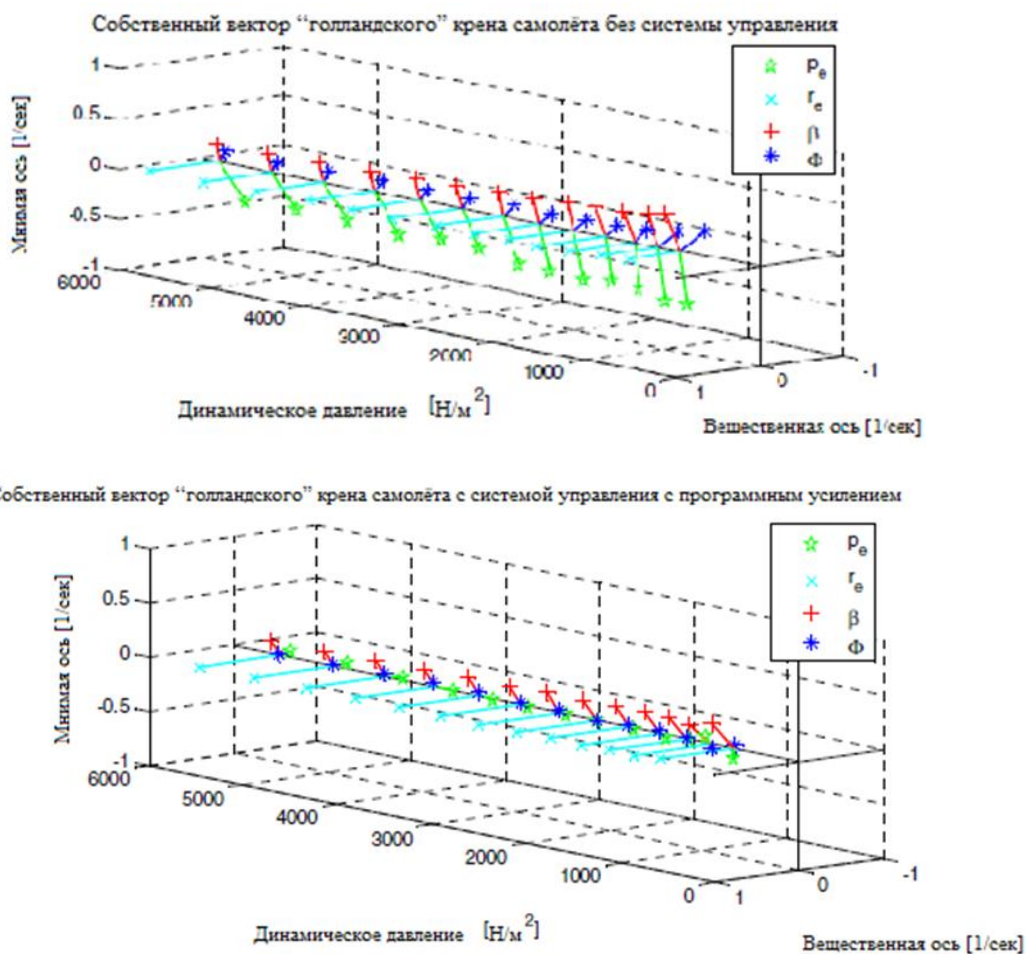 Собственный вектор “голландского” крена самолёта без системы управления
Мнимая ось [1/сек]
1
0.5
0
-0.5
-1
6000
5000
4000
3000
2000
1000
0
1
0
-1
Динамическое давление [Н/м 2]
Вещественная ось [1/сек]
pe
re
β
Φ
Собственный вектор “голландского” крена самолёта с системой управления с программным усилением
Мнимая ось [1/сек]
1
0.5
0
-0.5
-1
6000
5000
4000
3000
2000
1000
0
1
0
-1
Динамическое давление [Н/м 2]
Вещественная ось [1/сек]
pe
re
β
Φ